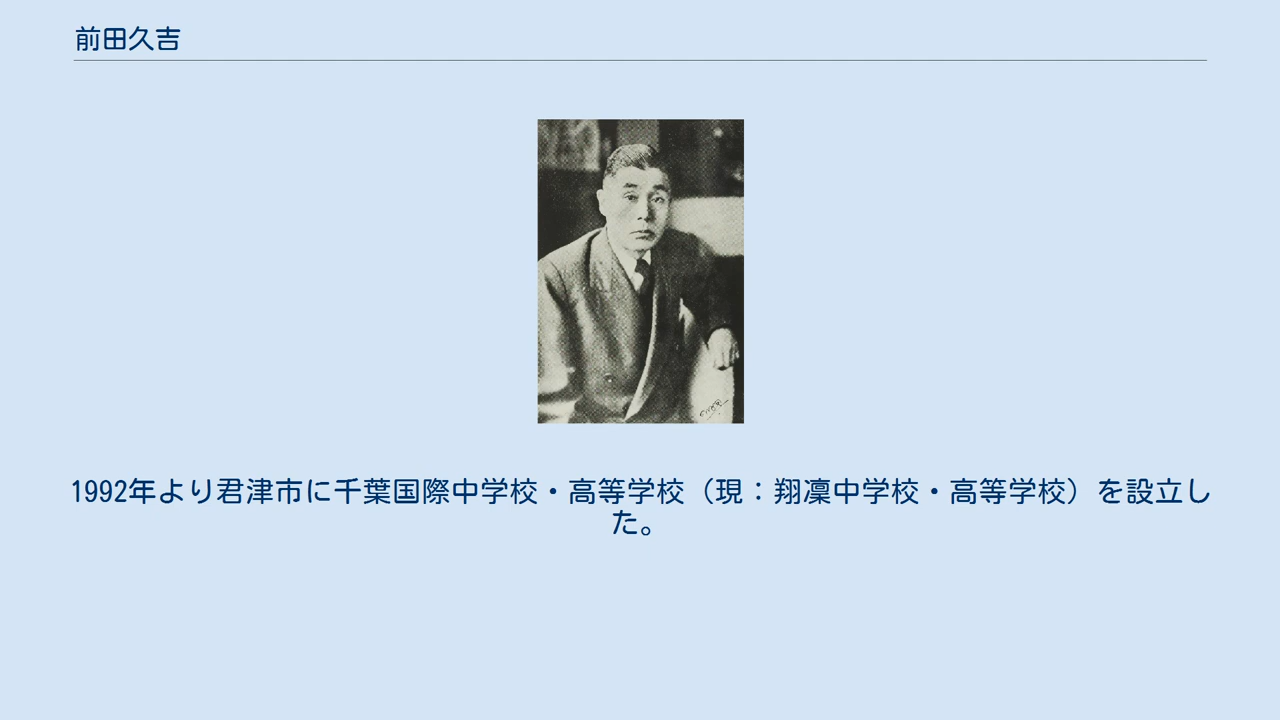 前田久吉
1992年より君津市に千葉国際中学校・高等学校（現：翔凜中学校・高等学校）を設立し
た。